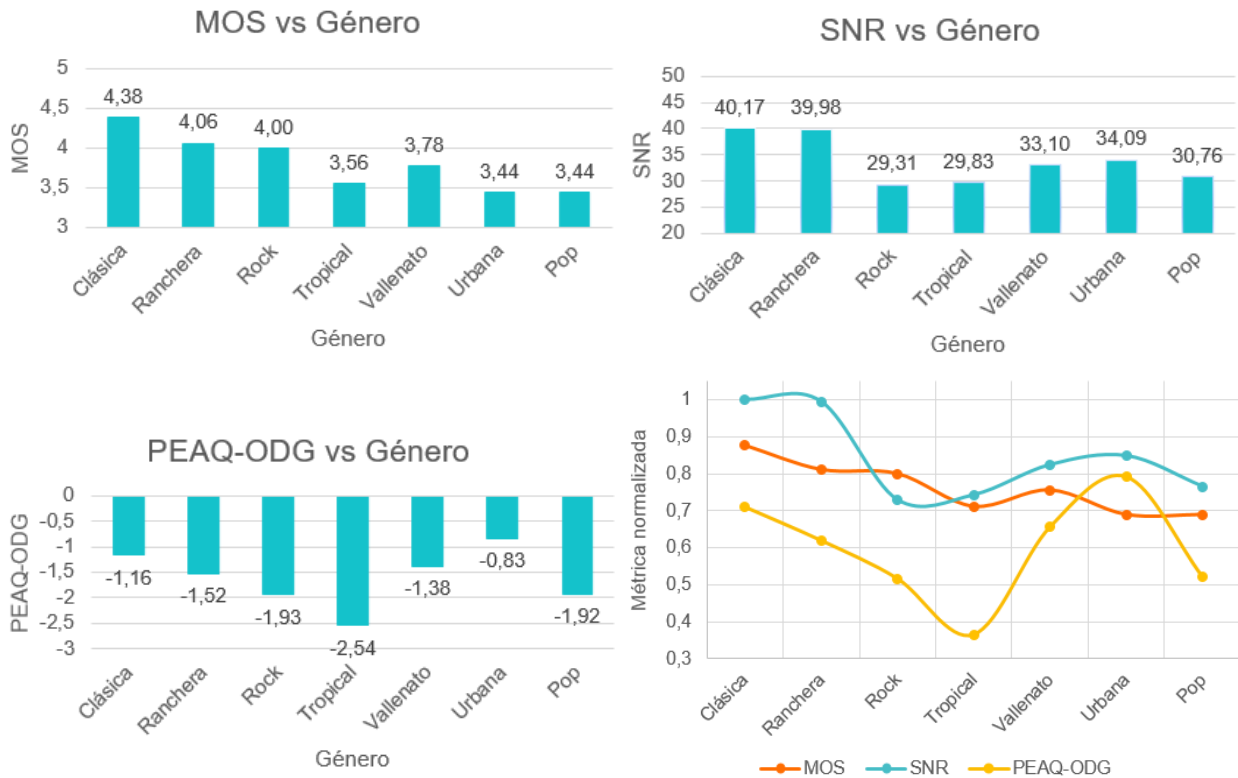 MOS vs Género
5
4,5
4
3,5
3
MOS
4,38
4,06
4,00
3,56
3,78
3,44
3,44
Clásica
Ranchera
Rock
Tropical
Vallenato
Urbana
Pop
Género
SNR vs Género
50
45
40
35
30
25
20
SNR
40,17
39,98
29,31
29,83
33,10
34,09
30,76
Clásica
Ranchera
Rock
Tropical
Vallenato
Urbana
Pop
Género
PEAQ-ODG vs Género
0
-0,5
-1
-1,5
-2
-2,5
-3
PEAQ-ODG
-1,16
-1,52
-1,93
-2,54
-1,38
-0,83
-1,92
Clásica
Ranchera
Rock
Tropical
Vallenato
Urbana
Pop
Género
1
0,9
0,8
0,7
0,6
0,5
0,4
0,3
Métrica normalizada
Clásica
Ranchera
Rock
Tropical
Vallenato
Urbana
Pop
MOS
SNR
PEAQ-ODG